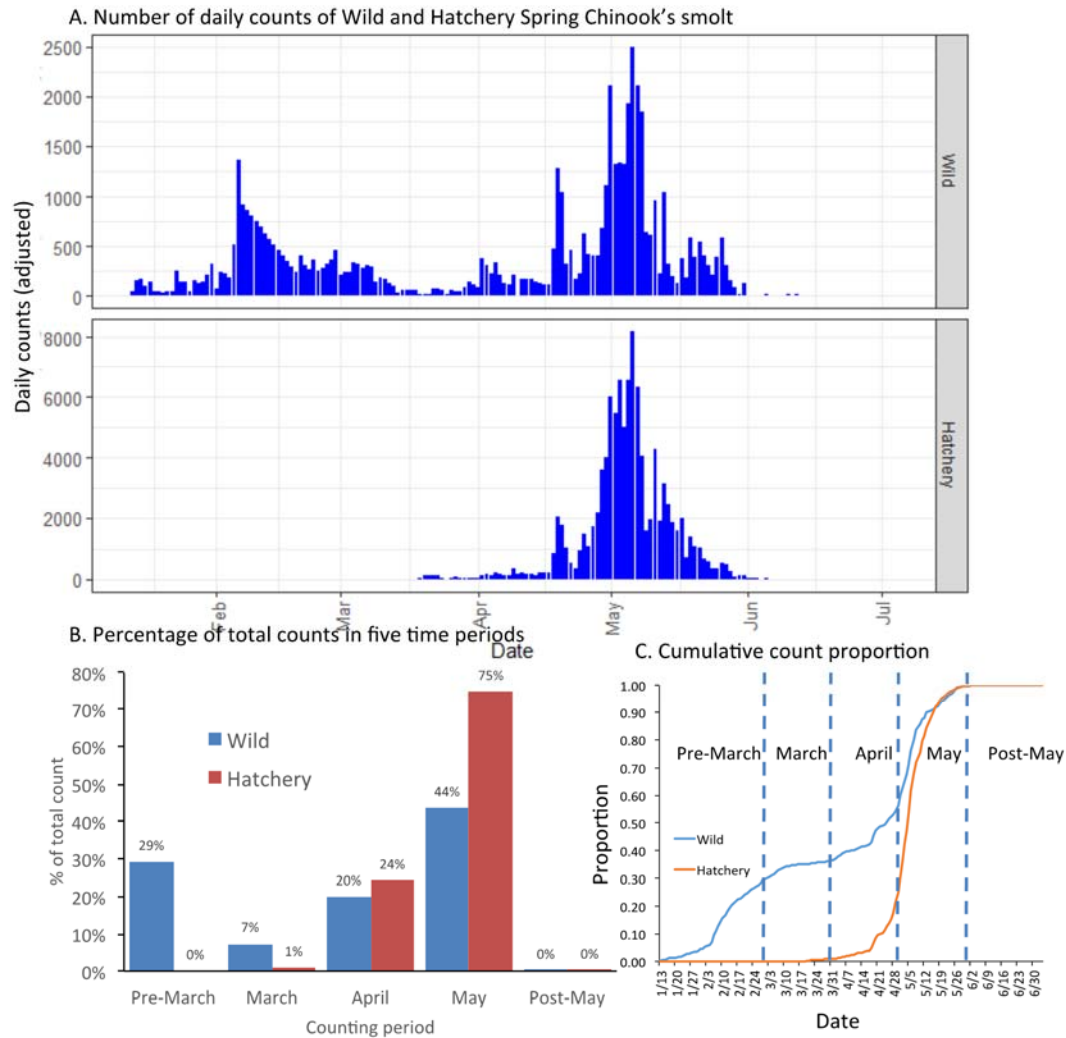 A. Number of daily counts of Wild and Hatchery Spring Chinook's smolt
Daily counts (adjusted)
2500
2000
1500
1000
500
0
Wild
8000
6000
4000
2000
0
Hatchery
Feb
Mar
Apr
May
Jun
Jul
Date
B. Percentage of total counts in five time periods
% of total count
80%
70%
60%
50%
40%
30%
20%
10%
0%
Wild
Hatchery
29%
0%
7%
1%
20%
24%
44%
75%
0%
0%
Pre-March
March
April
May
Post-May
Counting period
C. Cumulative count proportion
Proportion
1.00
0.90
0.80
0.70
0.60
0.50
0.40
0.30
0.20
0.10
0.00
Pre-March
March
April
May
Post-May
Wild
Hatchery
1/13
1/20
1/27
2/3
2/10
2/17
2/24
3/3
3/10
3/17
3/24
3/31
4/7
4/14
4/21
4/28
5/5
5/12
5/19
5/26
6/2
6/9
6/16
6/23
6/30
Date